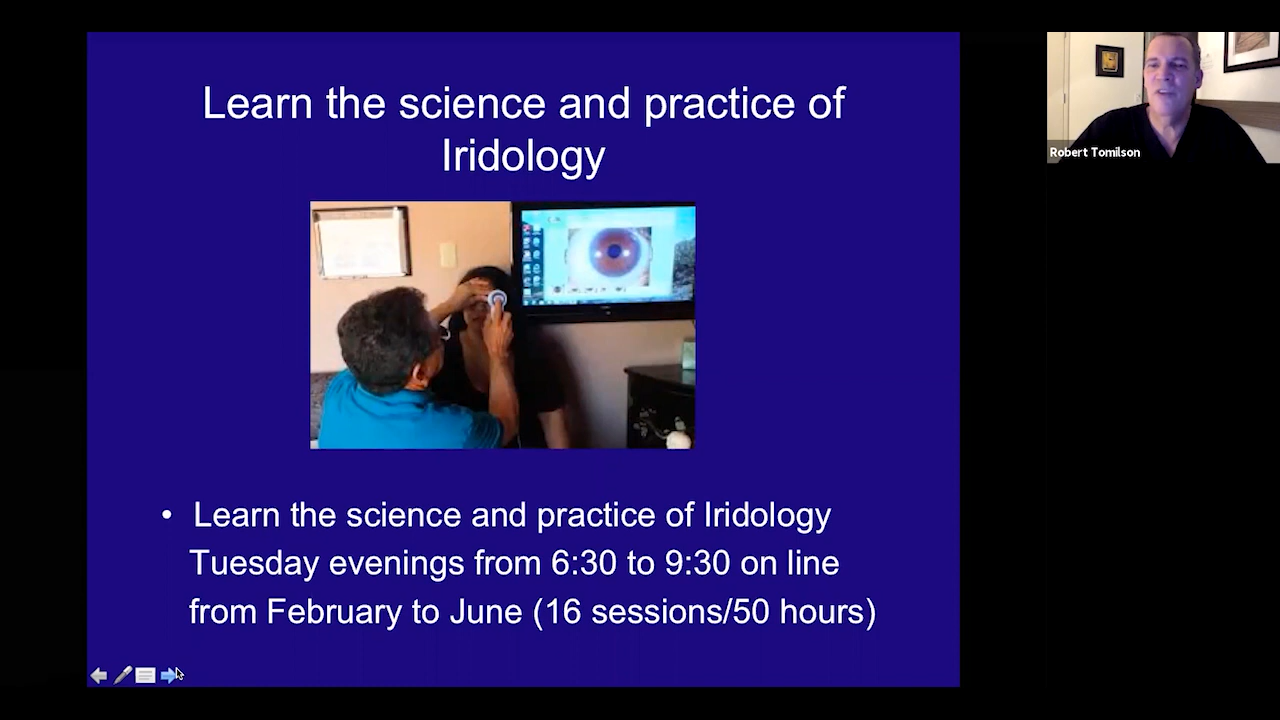 Learn the science and practice of
Iridology
• Learn the science and practice of Iridology
Tuesday evenings from 6:30 to 9:30 on line
from February to June (16 sessions/50 hours)
Robert Tomilson